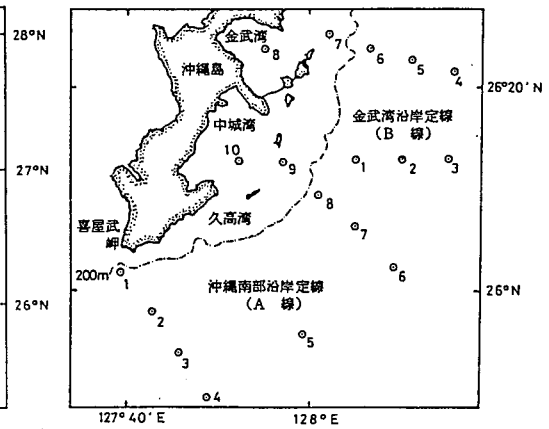 28°N
27°N
26°N
金武湾
8
7
6
5
4
沖縄島
26°20′N
中城湾
金武湾沿岸定線
(B 線)
10
9
1
2
3
8
久高湾
7
喜屋武
岬
6
200m
1
沖縄南部沿岸定線
(A 線)
26°N
2
5
3
4
127°40′E
128°E